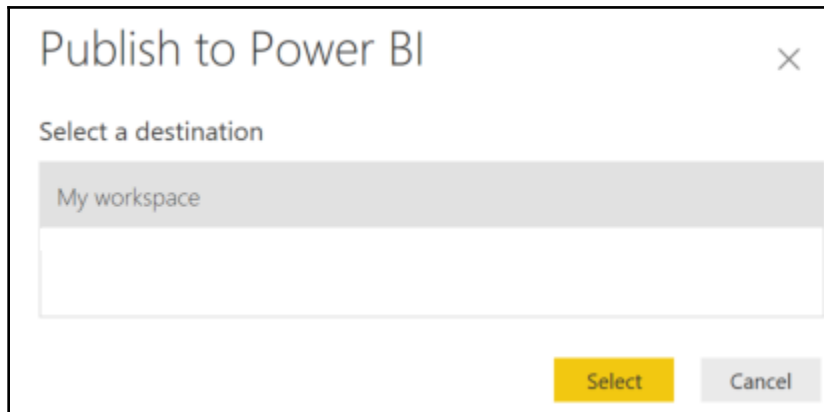 Publish to Power BI
Select a destination
My workspace
Select Cancel